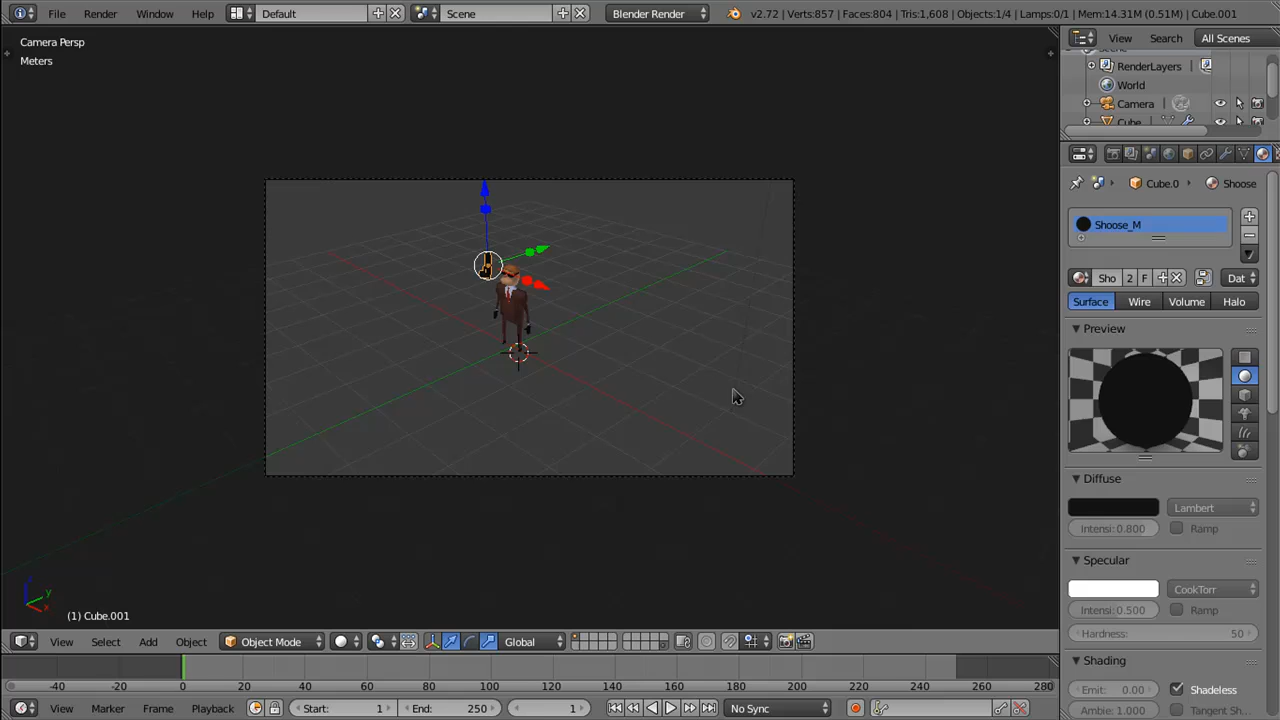 File Render Window Help Default Scene Blender Render v2.72 | Verts:857 | Faces:804 | Tris:1,608 | Objects:1/4 | Lamps:0/1 | Mem:14.31M (0.51M) | Cube.001
Camera Persp
Meters
View Search All Scenes
RenderLayers
World
Camera
Cube
Cube.0 Shoose
Shoose_M
Sho 2 F Dat
Surface Wire Volume Halo
Preview
Diffuse
Lambert
Intensi: 0.800 Ramp
Specular
CookTorr
Intensi: 0.500 Ramp
Hardness: 50
Shading
Emit: 0.00 Shadeless
Ambie: 1.000 Tangent Sh...
z
y
x
(1) Cube.001
View Select Add Object Object Mode Global
-40 -20 0 20 40 60 80 100 120 140 160 180 200 220 240 260 280
View Marker Frame Playback Start: 1 End: 250 1 No Sync